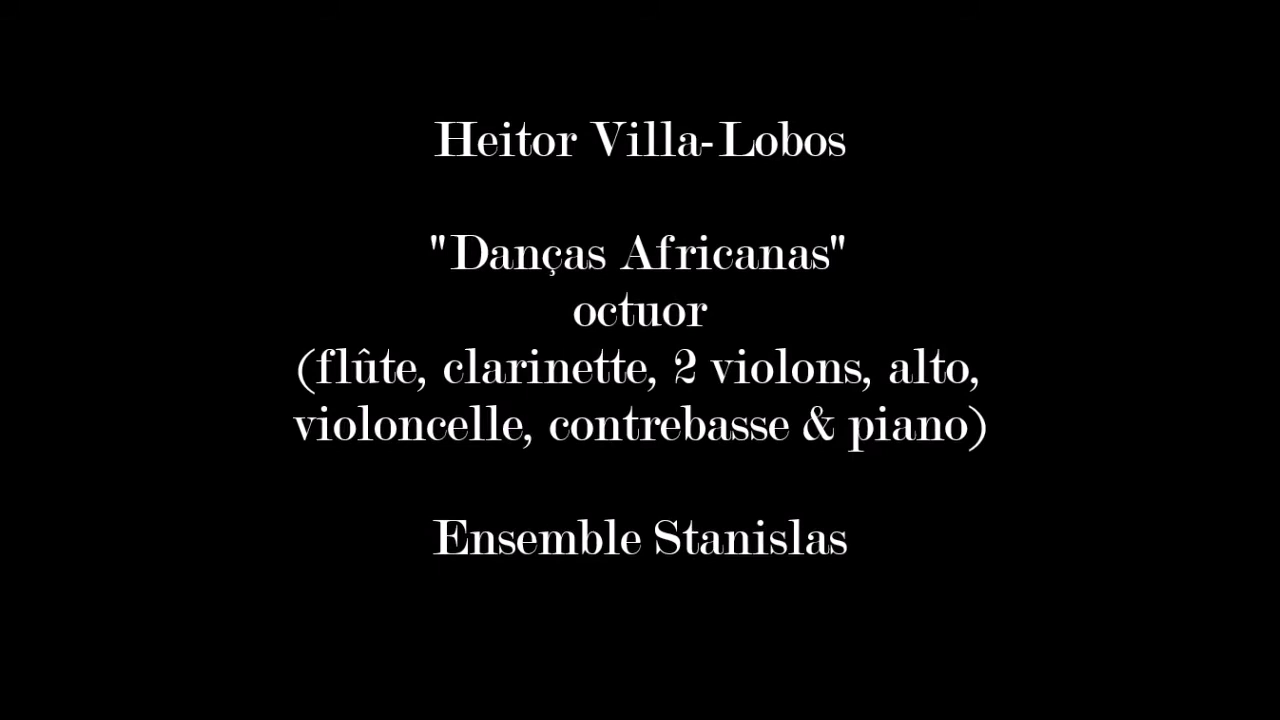 Heitor Villa-Lobos
"Danças Africanas"
octuor
(flûte, clarinette, 2 violons, alto,
violoncelle, contrebasse & piano)
Ensemble Stanislas